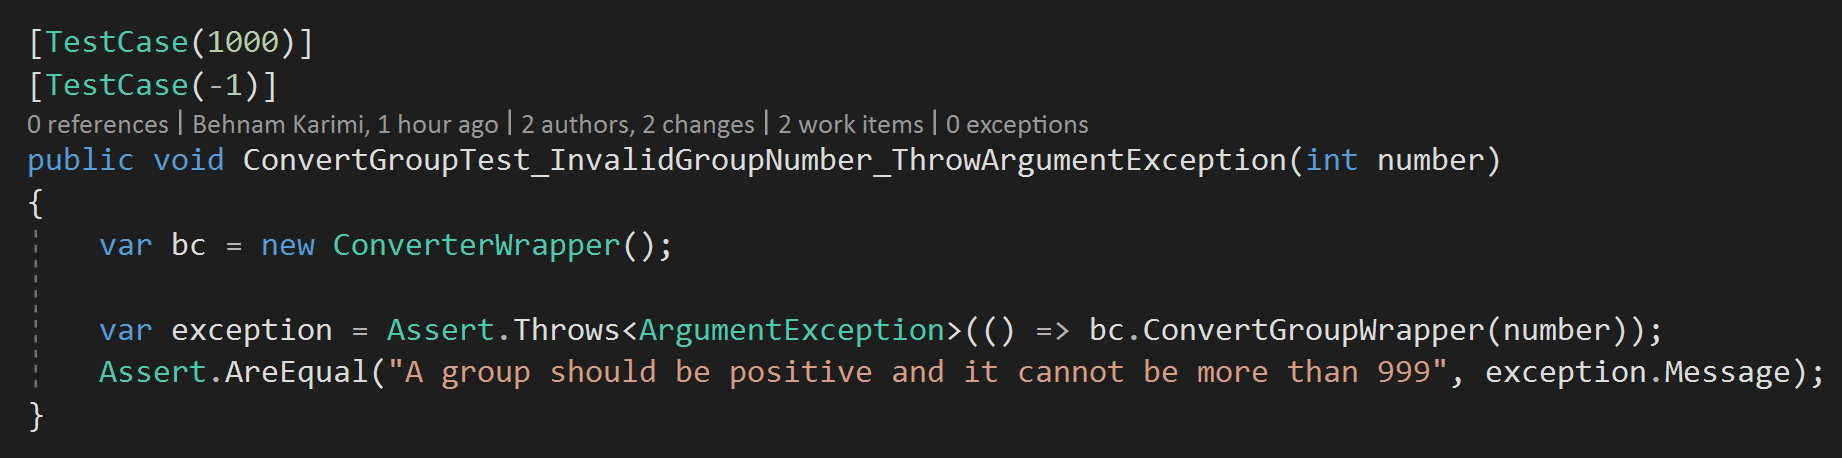 [TestCase(1000)]
[TestCase(-1)]
0 references | Behnam Karimi, 1 hour ago | 2 authors, 2 changes | 2 work items | 0 exceptions
public void ConvertGroupTest_InvalidGroupNumber_ThrowArgumentException(int number)
{
var bc = new ConverterWrapper();
var exception = Assert.Throws<ArgumentException>(() => bc.ConvertGroupWrapper(number));
Assert.AreEqual("A group should be positive and it cannot be more than 999", exception.Message);
}